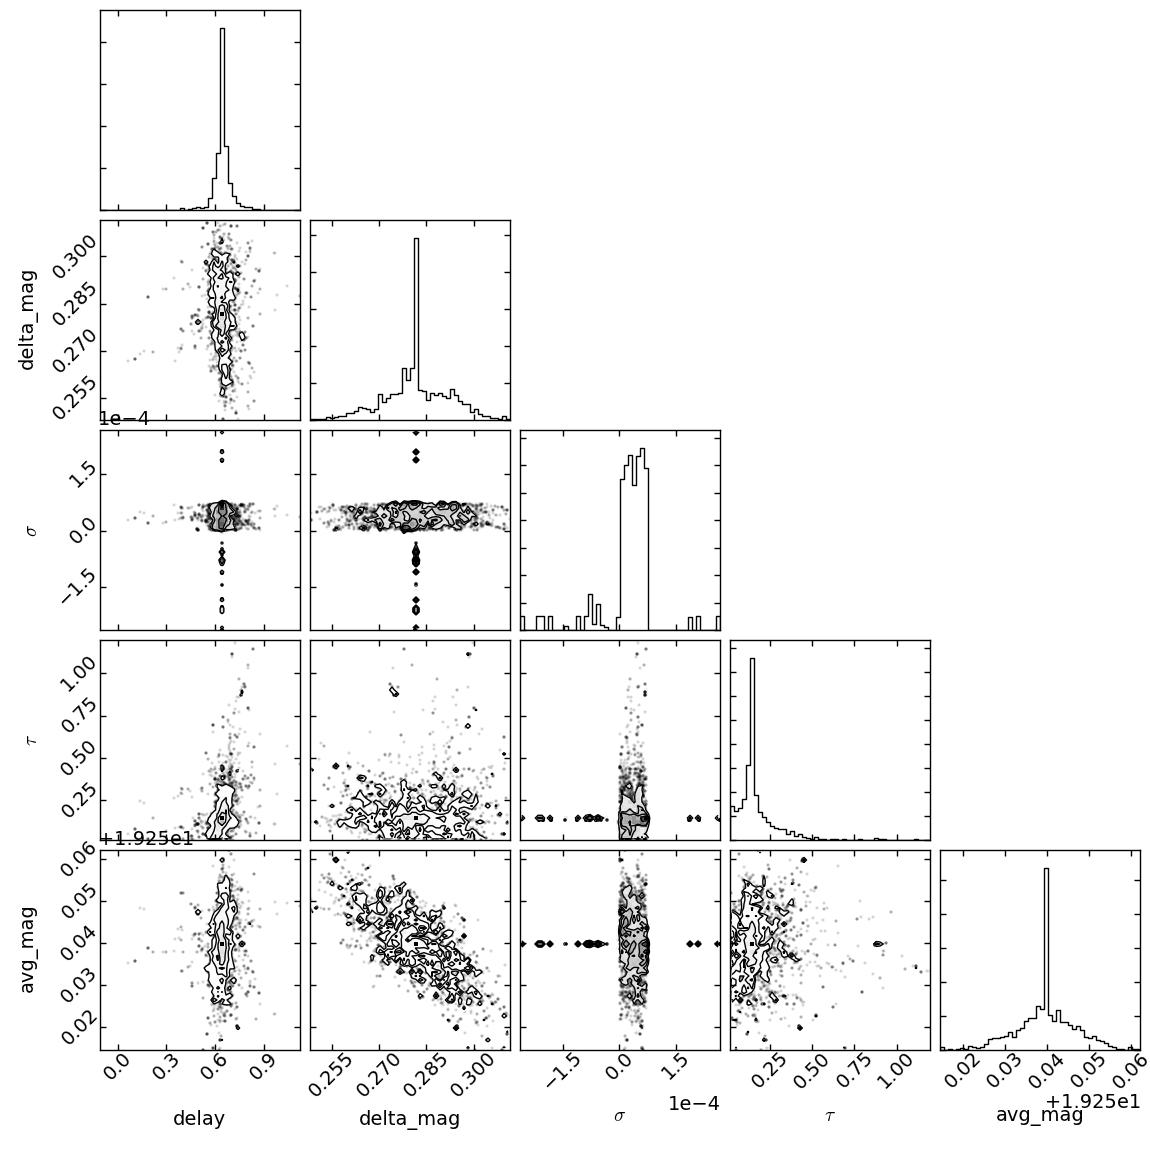 0.300
0.285
0.270
0.255
delta_mag
1e−4
1.5
0.0
−1.5
σ
1.00
0.75
0.50
0.25
τ
+1.925e1
0.06
0.05
0.04
0.03
0.02
avg_mag
0.0 0.3 0.6 0.9
delay
0.255 0.270 0.285 0.300
delta_mag
−1.5 0.0 1.5
1e−4
σ
0.25 0.50 0.75 1.00
τ
0.02 0.03 0.04 0.05 0.06
+1.925e1
avg_mag